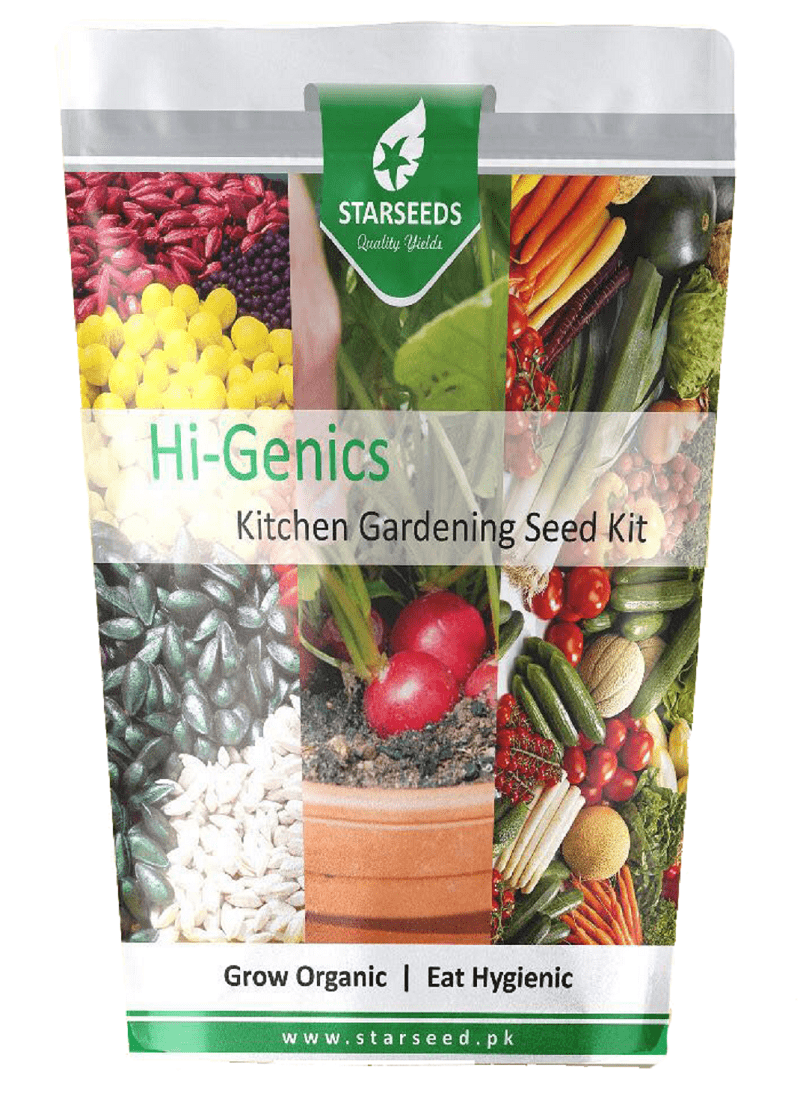 STARSEEDS
Quality Yields
Hi-Genics
Kitchen Gardening Seed Kit
Grow Organic | Eat Hygienic
www.starseed.pk